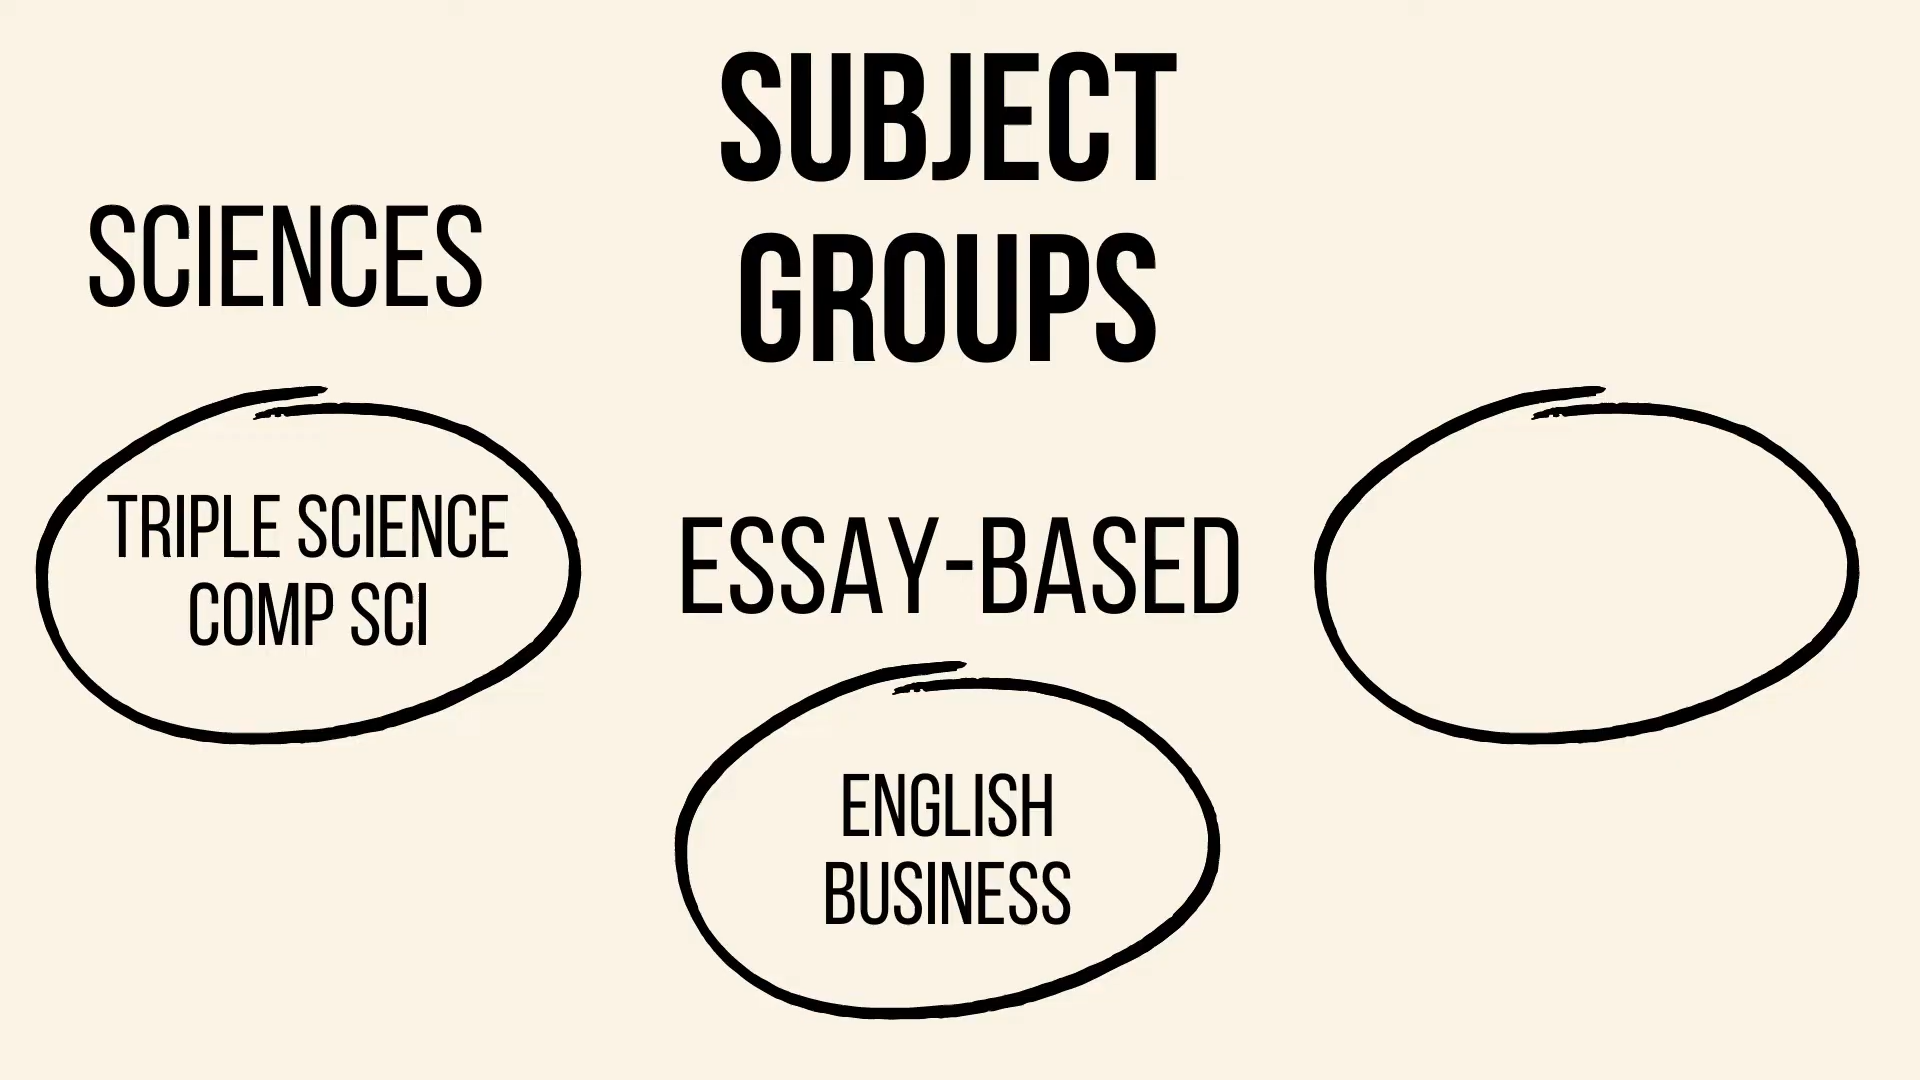 SUBJECT
GROUPS
SCIENCES
TRIPLE SCIENCE
COMP SCI
ESSAY-BASED
ENGLISH
BUSINESS